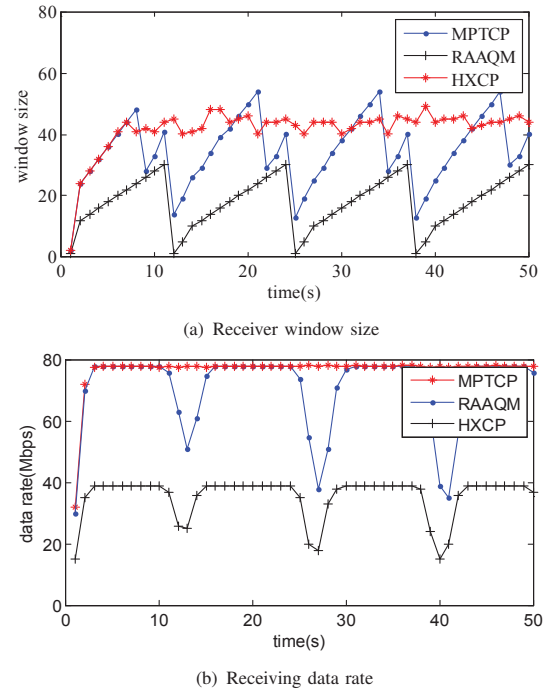 80
60
40
20
0
window size
MPTCP
RAAQM
HXCP
0 10 20 30 40 50
time(s)
(a) Receiver window size
80
60
40
20
0
data rate(Mbps)
MPTCP
RAAQM
HXCP
0 10 20 30 40 50
time(s)
(b) Receiving data rate